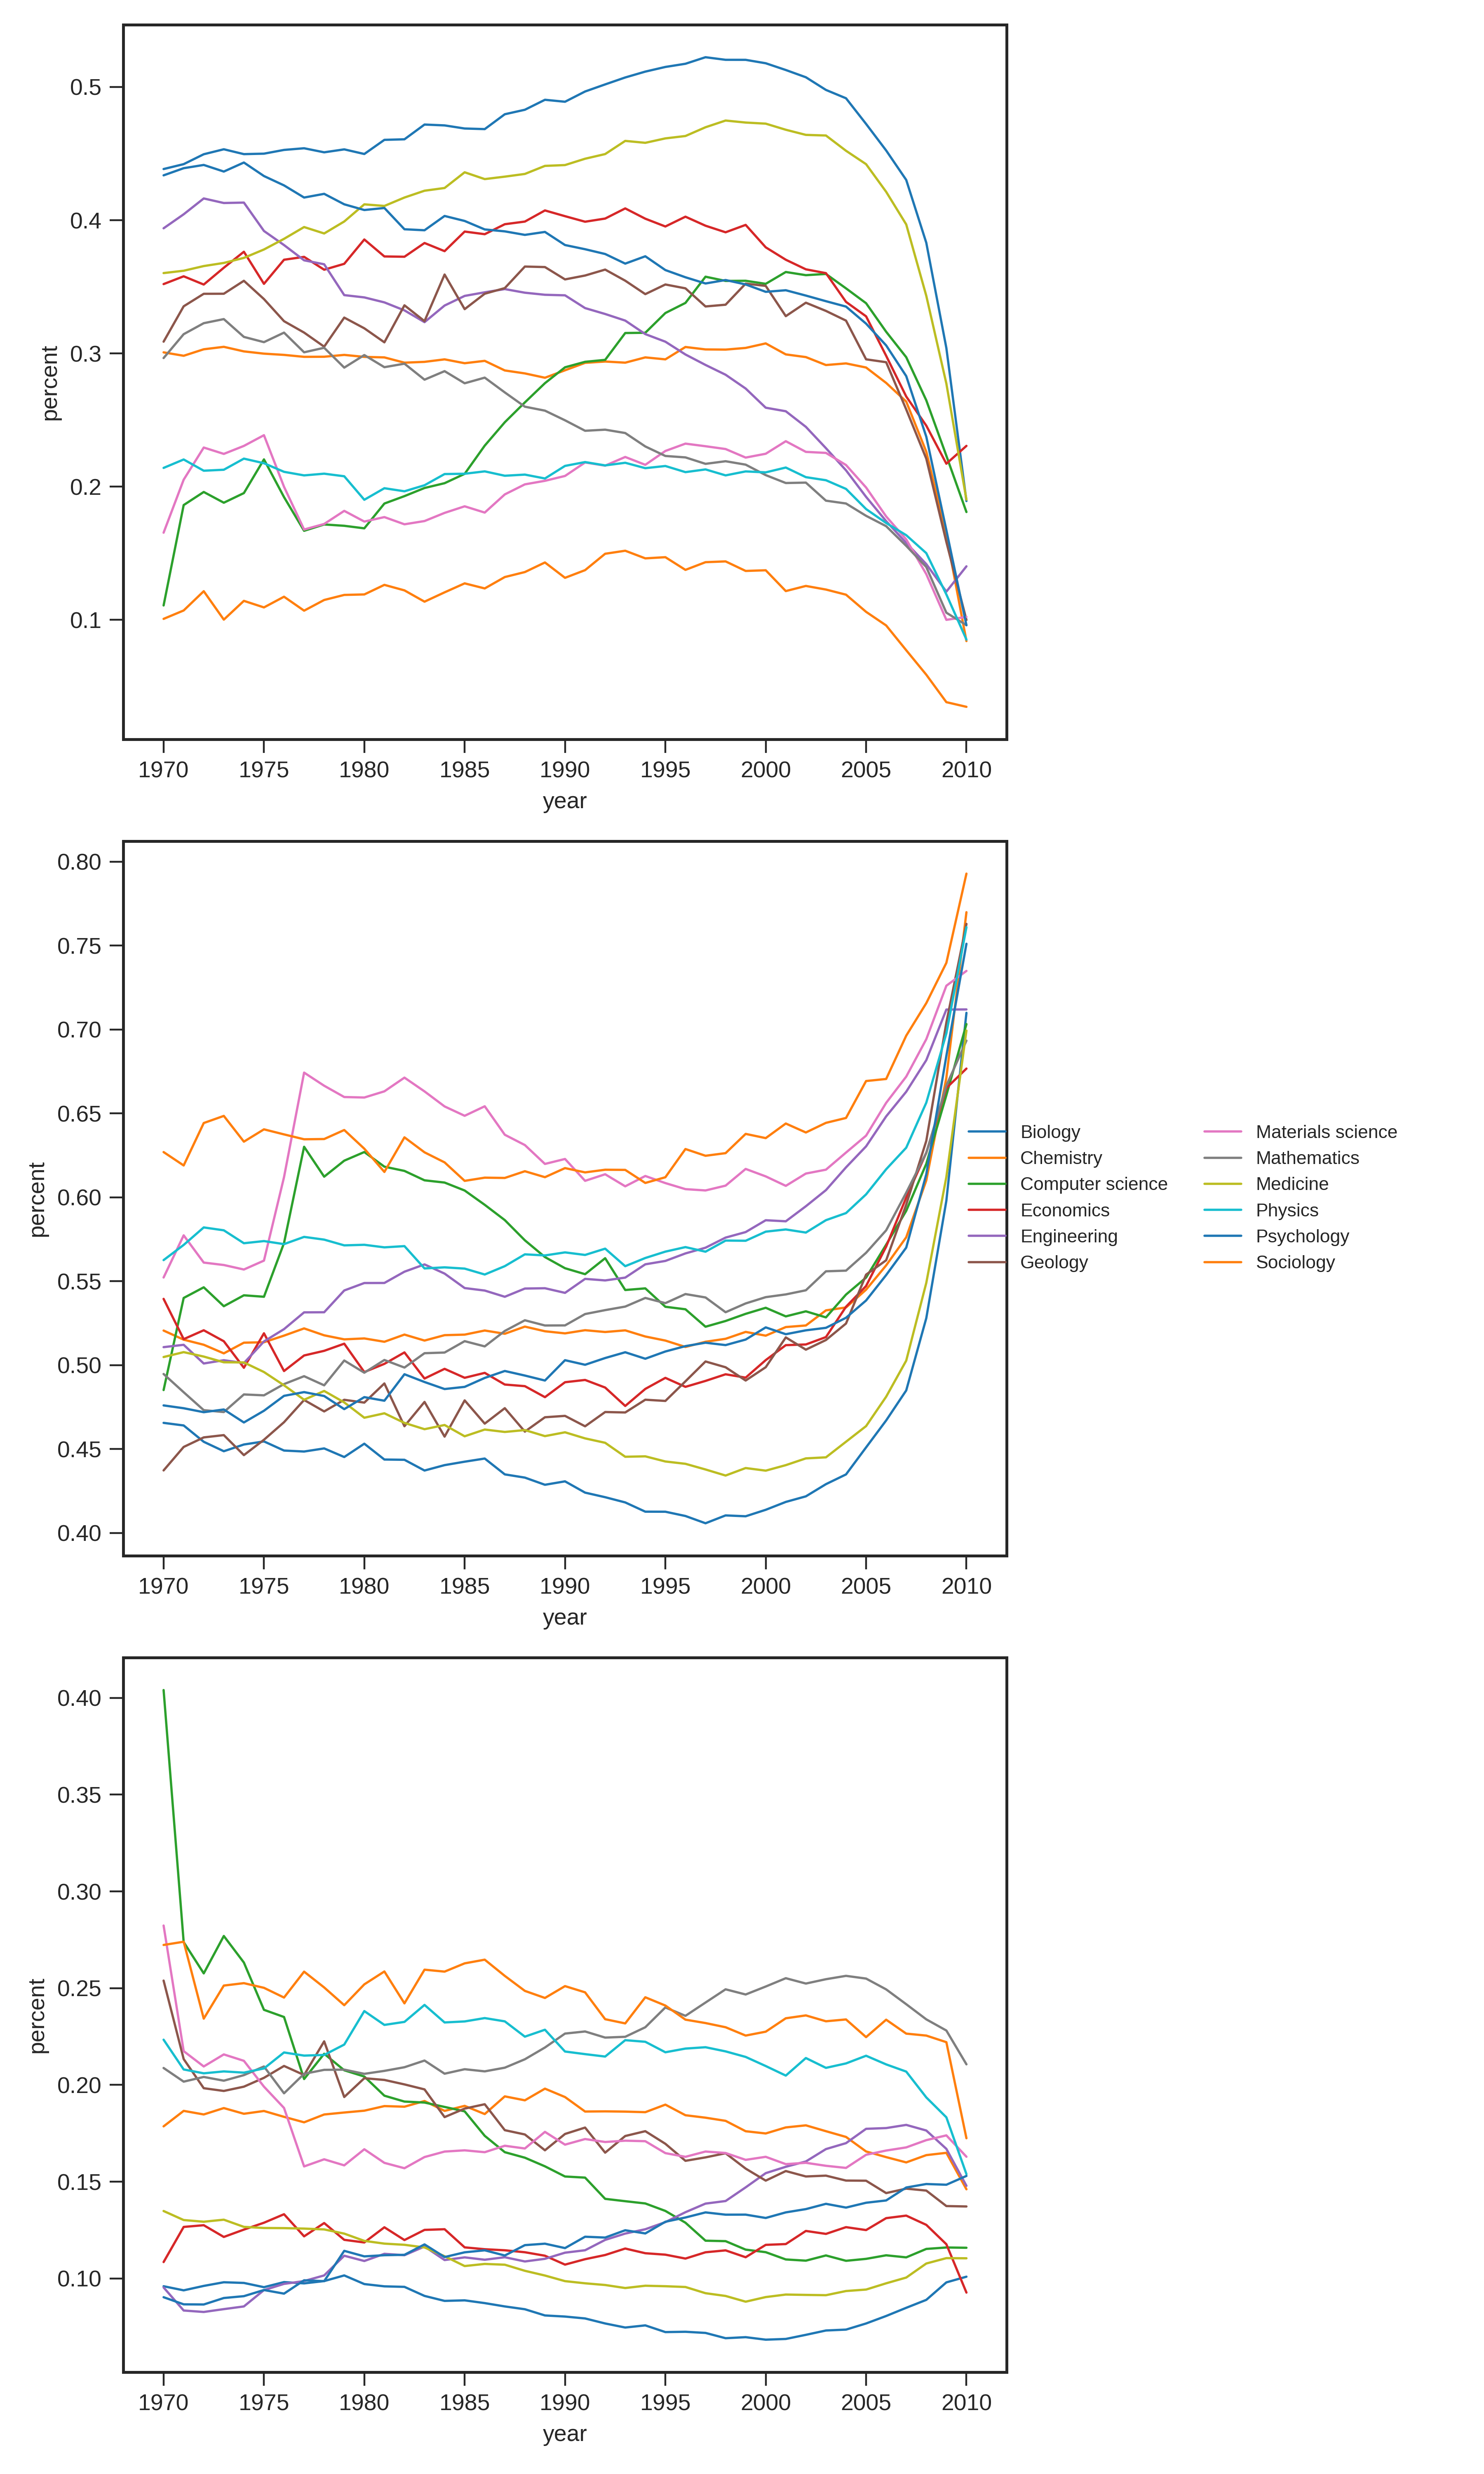 0.5
0.4
0.3
0.2
0.1
percent
1970 1975 1980 1985 1990 1995 2000 2005 2010
year
0.80
0.75
0.70
0.65
0.60
0.55
0.50
0.45
0.40
percent
1970 1975 1980 1985 1990 1995 2000 2005 2010
year
Biology
Chemistry
Computer science
Economics
Engineering
Geology
Materials science
Mathematics
Medicine
Physics
Psychology
Sociology
0.40
0.35
0.30
0.25
0.20
0.15
0.10
percent
1970 1975 1980 1985 1990 1995 2000 2005 2010
year